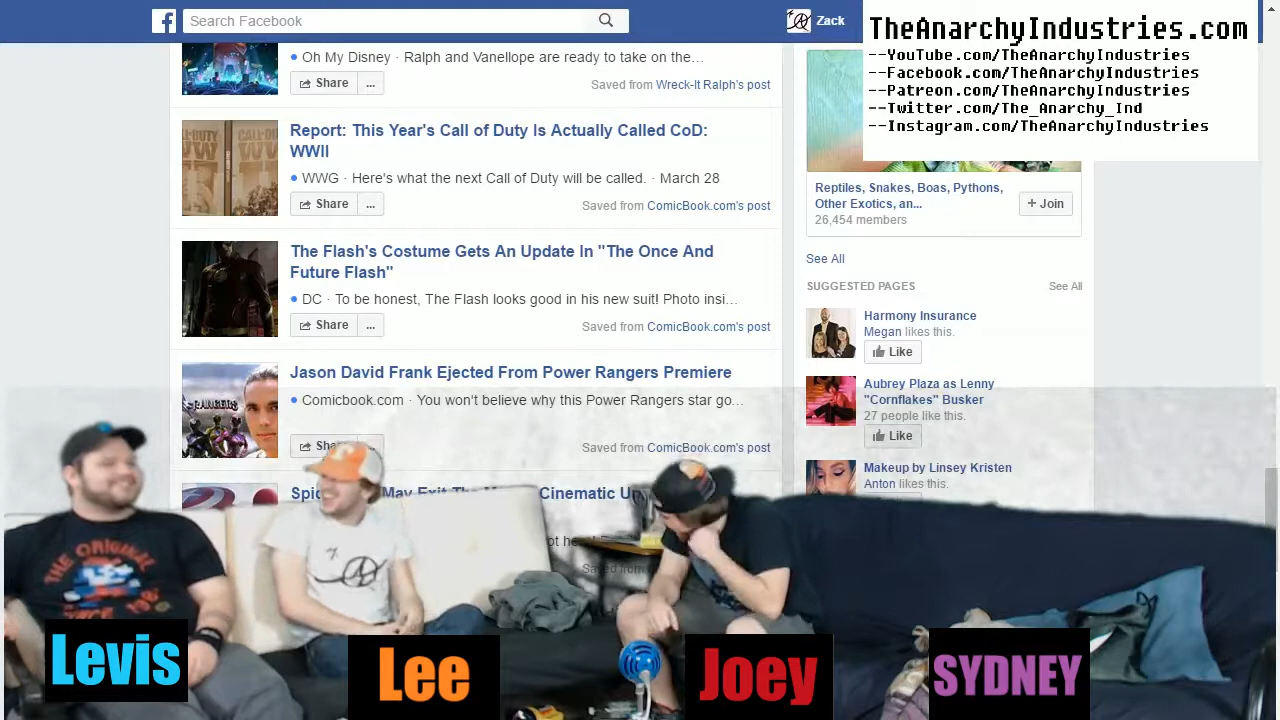 Search Facebook
Zack
TheAnarchyIndustries.com
--YouTube.com/TheAnarchyIndustries
--Facebook.com/TheAnarchyIndustries
--Patreon.com/TheAnarchyIndustries
--Twitter.com/The_Anarchy_Ind
--Instagram.com/TheAnarchyIndustries
Oh My Disney · Ralph and Vanellope are ready to take on the…
Share ...
Saved from Wreck-It Ralph's post
Report: This Year's Call of Duty Is Actually Called CoD:
WWII
WWG · Here's what the next Call of Duty will be called. · March 28
Share ...
Saved from ComicBook.com's post
The Flash's Costume Gets An Update In "The Once And
Future Flash"
DC · To be honest, The Flash looks good in his new suit! Photo insi…
Share ...
Saved from ComicBook.com's post
Jason David Frank Ejected From Power Rangers Premiere
Comicbook.com · You won't believe why this Power Rangers star go…
Saved from ComicBook.com's post
May Exit The
Cinematic
Saved from
Reptiles, Snakes, Boas, Pythons,
Other Exotics, an...
26,454 members
+ Join
See All
SUGGESTED PAGES
See All
Harmony Insurance
Megan likes this.
Like
Aubrey Plaza as Lenny
"Cornflakes" Busker
27 people like this.
Like
Makeup by Linsey Kristen
Anton likes this.
THE ORIGINAL
Levis
Lee
Joey
SYDNEY